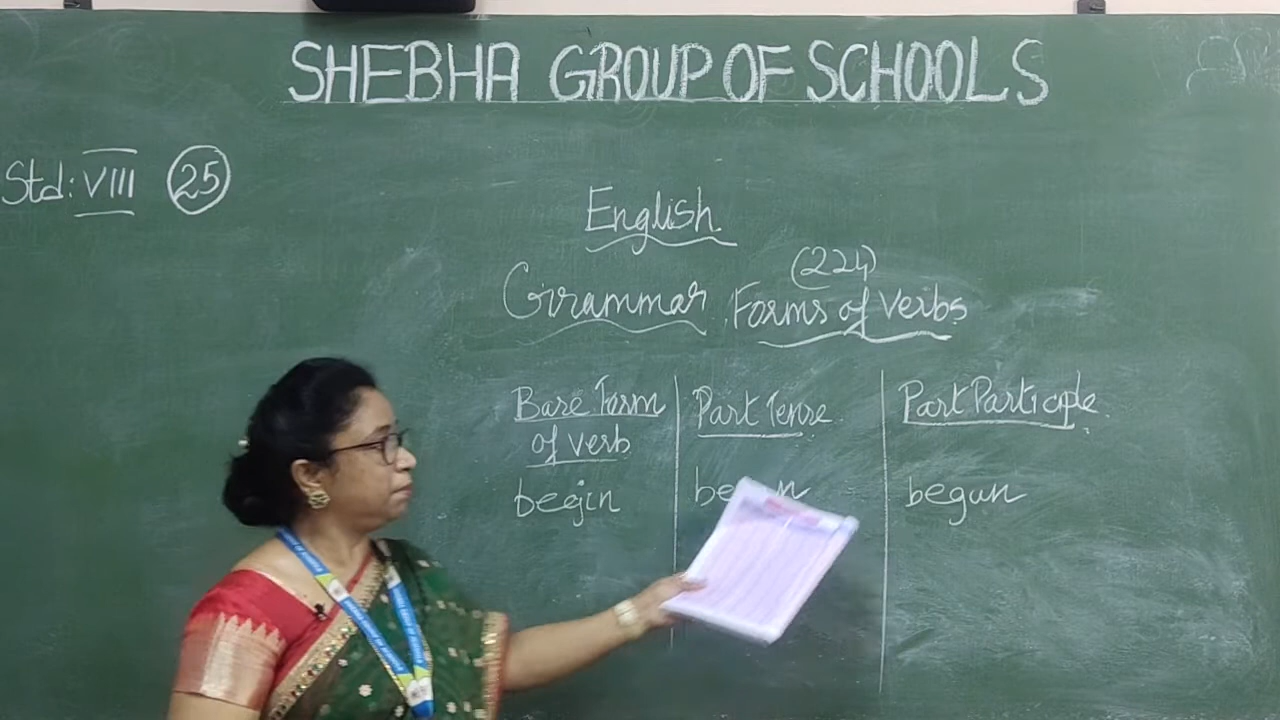 SHEBHA GROUP OF SCHOOLS
Std: VIII 25
English
(224)
Grammar Forms of Verbs
Bare Form of verb
Past Tense
Past Participle
begin
begun